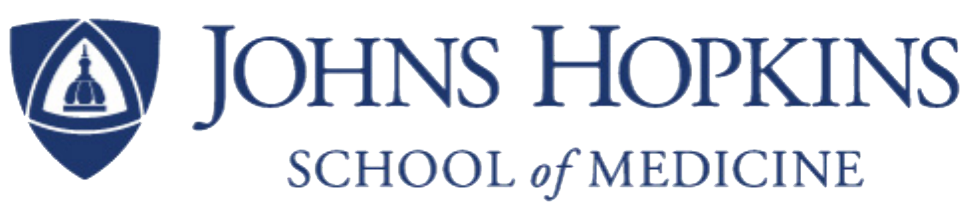 JOHNS HOPKINS
SCHOOL of MEDICINE